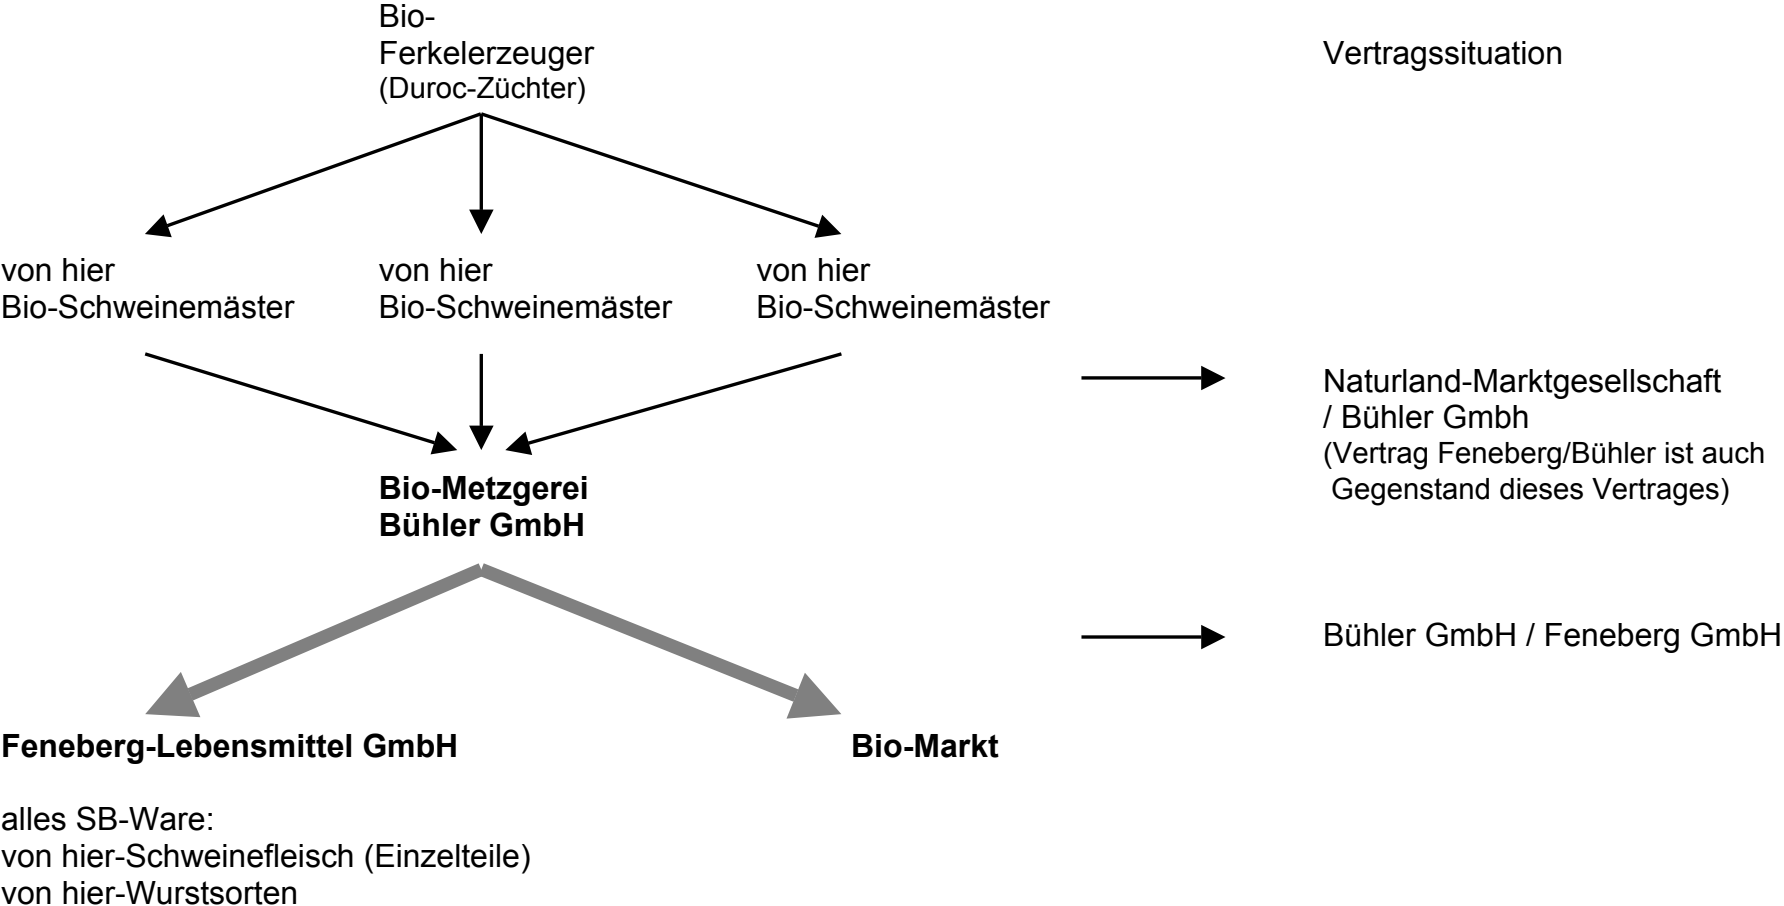 Bio-
Ferkelerzeuger
(Duroc-Züchter)
Vertragssituation
von hier
Bio-Schweinemäster
von hier
Bio-Schweinemäster
von hier
Bio-Schweinemäster
Naturland-Marktgesellschaft
/ Bühler Gmbh
(Vertrag Feneberg/Bühler ist auch
Gegenstand dieses Vertrages)
Bio-Metzgerei
Bühler GmbH
Bühler GmbH / Feneberg GmbH
Feneberg-Lebensmittel GmbH
Bio-Markt
alles SB-Ware:
von hier-Schweinefleisch (Einzelteile)
von hier-Wurstsorten